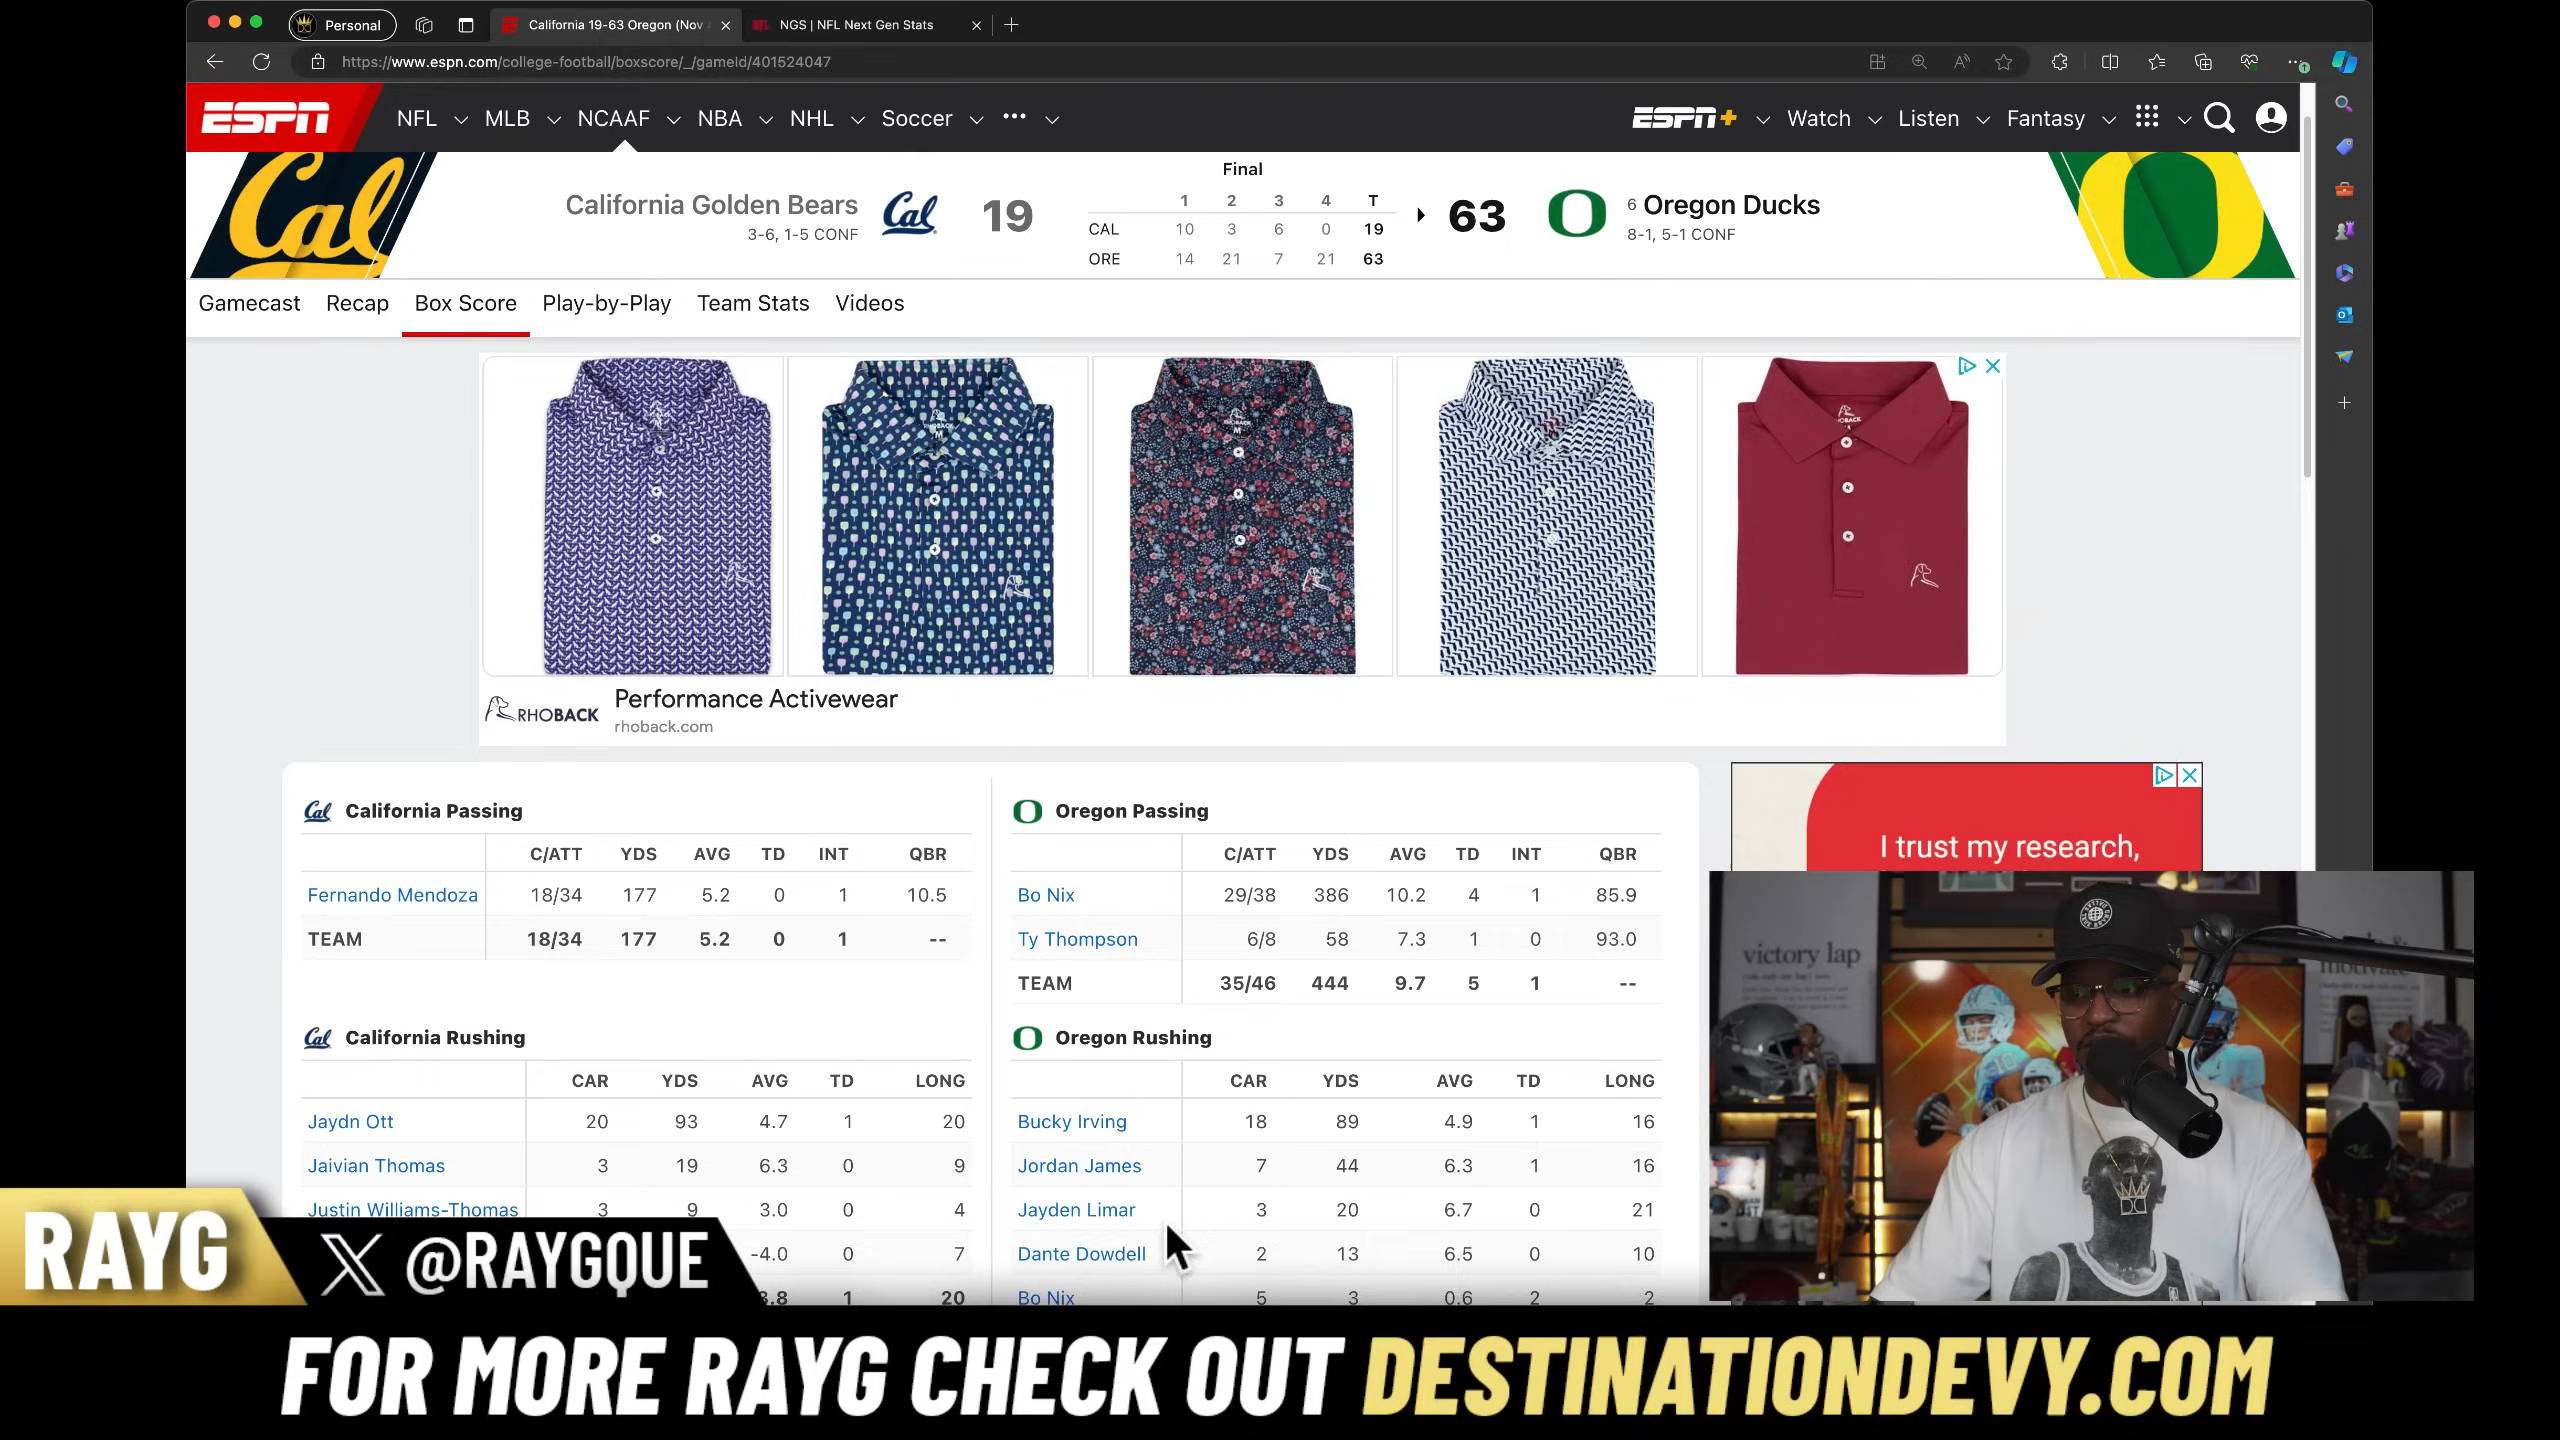 Personal
California 19-63 Oregon (Nov
NGS | NFL Next Gen Stats
https://www.espn.com/college-football/boxscore/_/gameId/401524047
ESPN
NFL MLB NCAAF NBA NHL Soccer
ESPN+ Watch Listen Fantasy
Cal
California Golden Bears
3-6, 1-5 CONF
Cal
19
Final
1 2 3 4 T
CAL 10 3 6 0 19
ORE 14 21 7 21 63
63
6 Oregon Ducks
8-1, 5-1 CONF
Gamecast Recap Box Score Play-by-Play Team Stats Videos
RHOBACK
Performance Activewear
rhoback.com
Cal California Passing
C/ATT YDS AVG TD INT QBR
Fernando Mendoza 18/34 177 5.2 0 1 10.5
TEAM 18/34 177 5.2 0 1 --
Oregon Passing
C/ATT YDS AVG TD INT QBR
Bo Nix 29/38 386 10.2 4 1 85.9
Ty Thompson 6/8 58 7.3 1 0 93.0
TEAM 35/46 444 9.7 5 1 --
Cal California Rushing
CAR YDS AVG TD LONG
Jaydn Ott 20 93 4.7 1 20
Jaivian Thomas 3 19 6.3 0 9
Justin Williams-Thomas 3 9 3.0 0 4
-4.0 0 7
3.8 1 20
Oregon Rushing
CAR YDS AVG TD LONG
Bucky Irving 18 89 4.9 1 16
Jordan James 7 44 6.3 1 16
Jayden Limar 3 20 6.7 0 21
Dante Dowdell 2 13 6.5 0 10
Bo Nix 5 3 0.6 2 2
I trust my research,
victory lap
RAYG
X @RAYGQUE
FOR MORE RAYG CHECK OUT DESTINATIONDEVY.COM